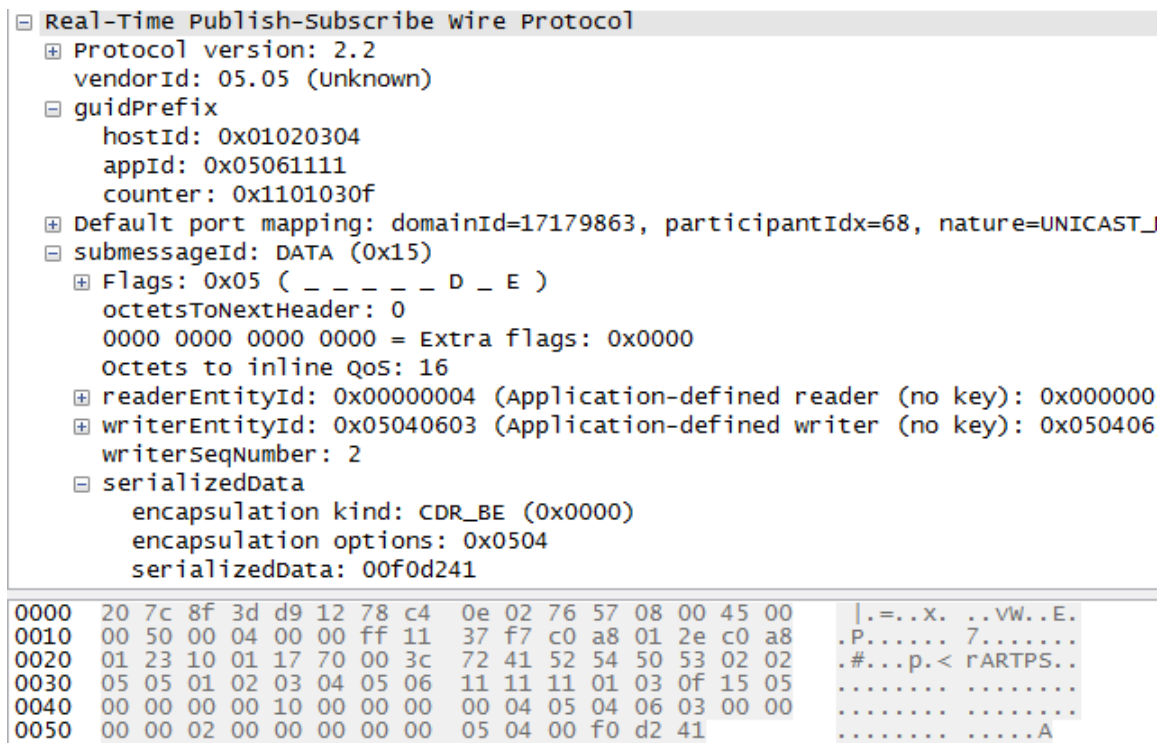 Real-Time Publish-Subscribe Wire Protocol
Protocol version: 2.2
vendorId: 05.05 (Unknown)
guidPrefix
hostId: 0x01020304
appId: 0x05061111
counter: 0x1101030f
Default port mapping: domainId=17179863, participantIdx=68, nature=UNICAST_
submessageId: DATA (0x15)
Flags: 0x05 ( _ _ _ _ _ D _ E )
octetsToNextHeader: 0
0000 0000 0000 0000 = Extra flags: 0x0000
Octets to inline QoS: 16
readerEntityId: 0x00000004 (Application-defined reader (no key): 0x000000
writerEntityId: 0x05040603 (Application-defined writer (no key): 0x050406
writerSeqNumber: 2
serializedData
encapsulation kind: CDR_BE (0x0000)
encapsulation options: 0x0504
serializedData: 00f0d241
0000 20 7c 8f 3d d9 12 78 c4 0e 02 76 57 08 00 45 00 |.=..x. ..vW..E.
0010 00 50 00 04 00 00 ff 11 37 f7 c0 a8 01 2e c0 a8 .P...... 7.......
0020 01 23 10 01 17 70 00 3c 72 41 52 54 50 53 02 02 .#...p.< rARTPS..
0030 05 05 01 02 03 04 05 06 11 11 11 01 03 0f 15 05 ........ ........
0040 00 00 00 00 10 00 00 00 00 04 05 04 06 03 00 00 ........ ........
0050 00 00 02 00 00 00 00 00 05 04 00 f0 d2 41 ........ .....A